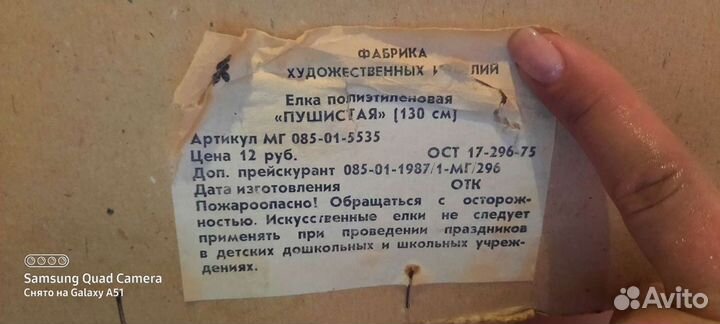 ФАБРИКА
ХУДОЖЕСТВЕННЫХ
Елка полиэтиленовая
«ПУШИСТАЯ» (130 см)
Артикул МГ 085-01-5535
Цена 12 руб. ОСТ 17-296-75
Доп. прейскурант 085-01-1987/1-МГ/296
Дата изготовления ОТК
Пожароопасно! Обращаться с осторож-
ностью. Искусственные елки не следует
применять при проведении праздников
в детских дошкольных и школьных учреж-
дениях.
Samsung Quad Camera
Снято на Galaxy A51
Avito